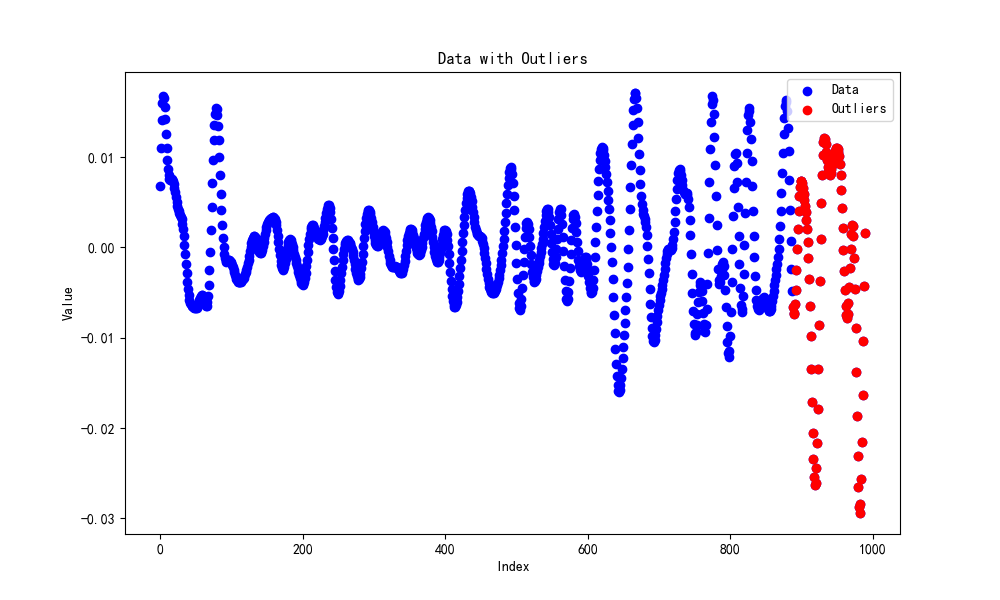 Data with Outliers
Data
Outliers
0.01
0.00
-0.01
-0.02
-0.03
Value
0 200 400 600 800 1000
Index